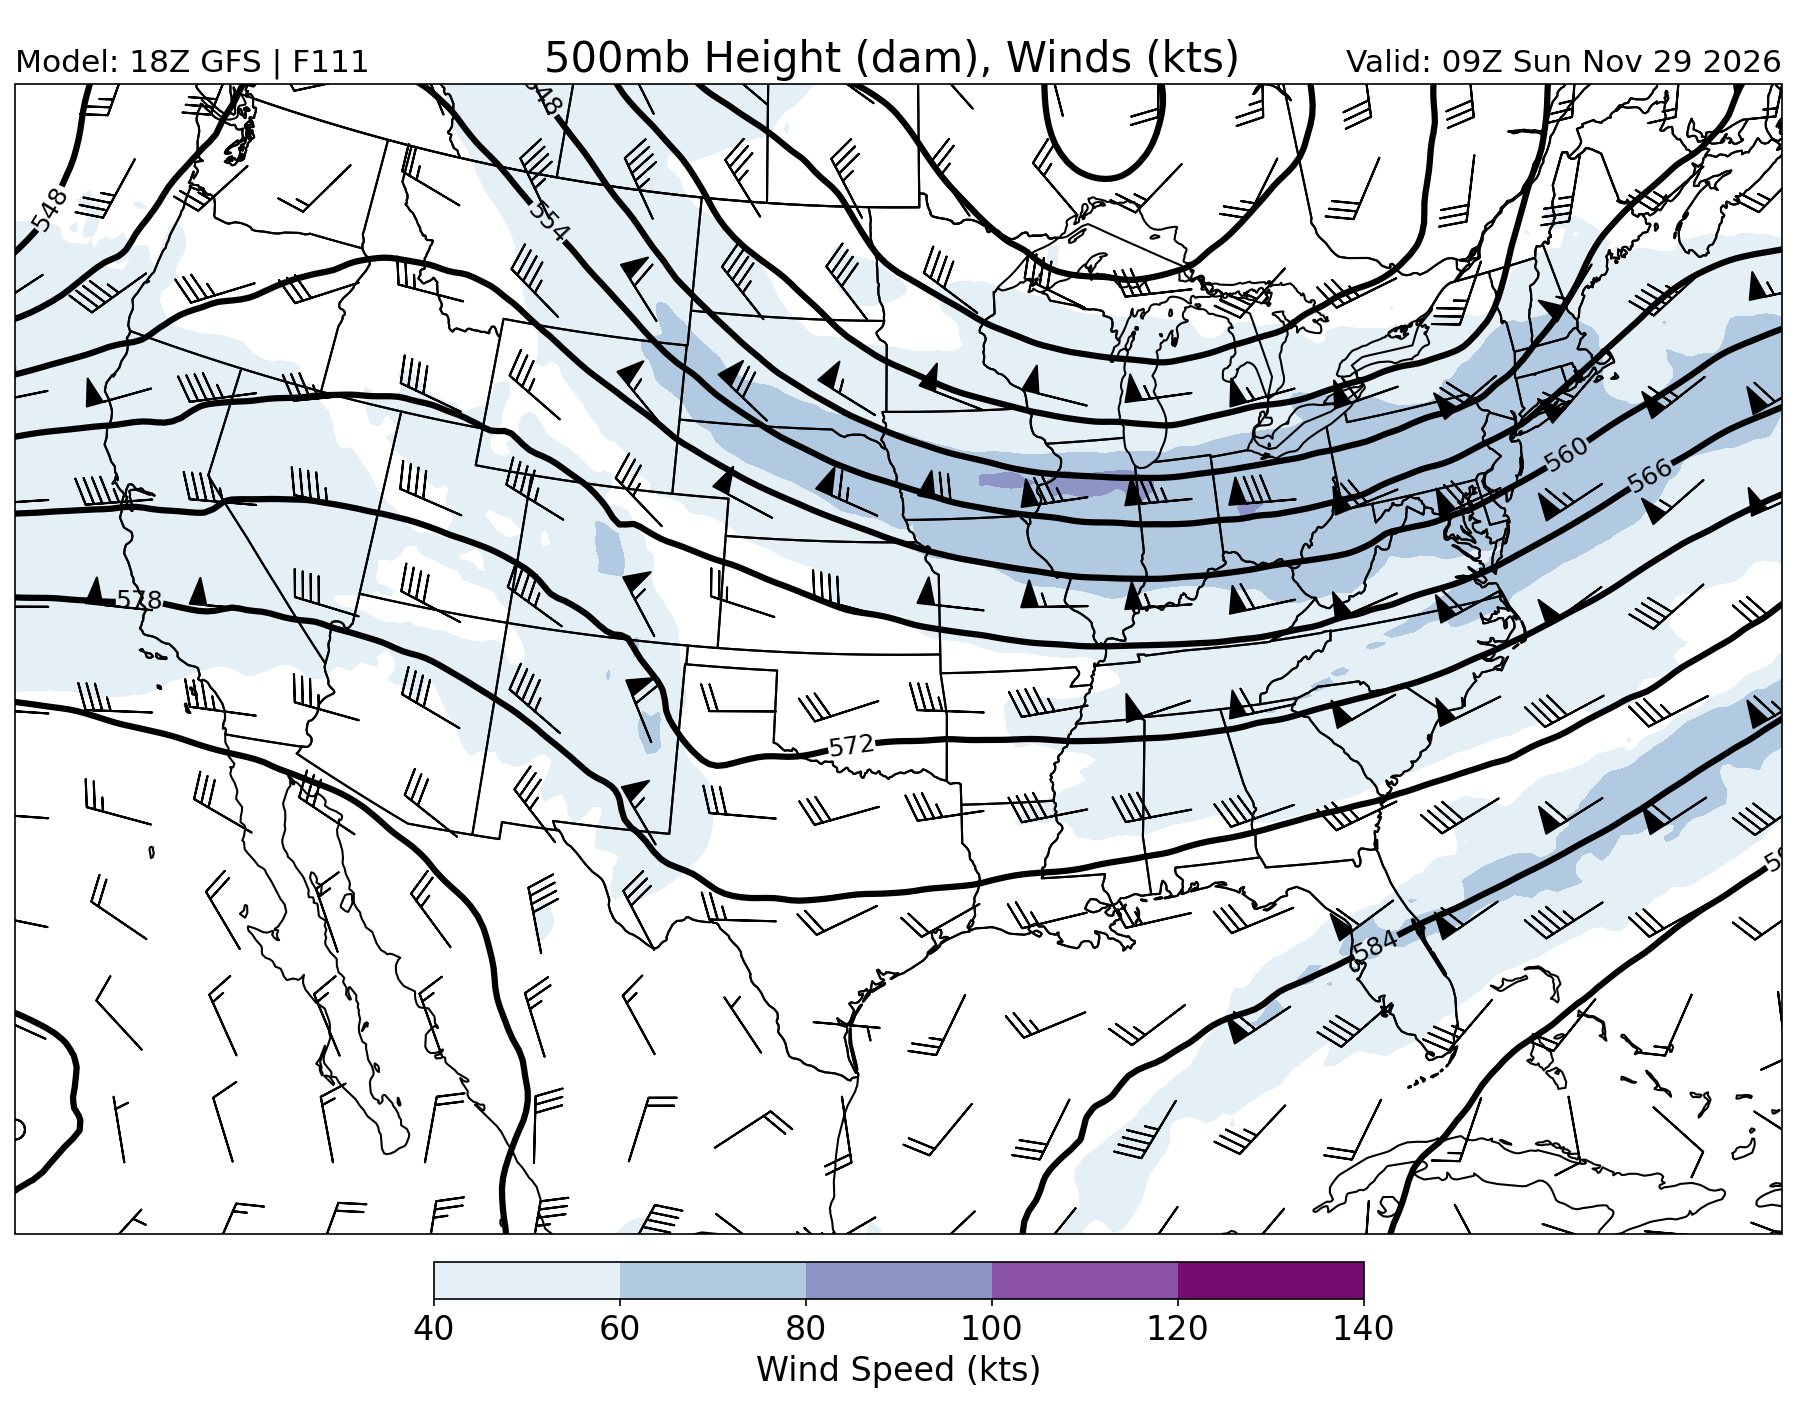 Model: 18Z GFS | F111
500mb Height (dam), Winds (kts)
Valid: 09Z Sun Nov 29 2026
548
548
554
560
566
578
572
584
40 60 80 100 120 140
Wind Speed (kts)